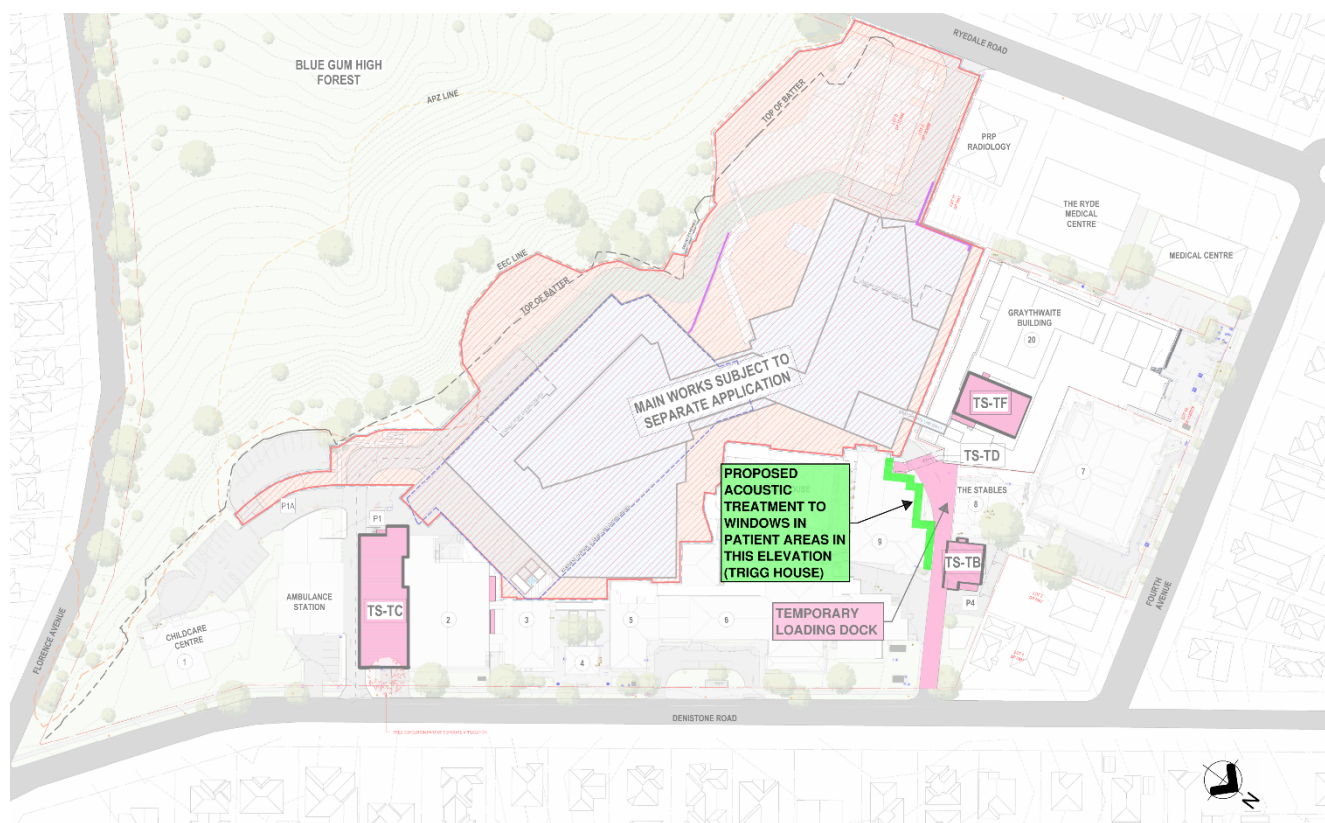 RYEDALE ROAD
BLUE GUM HIGH
FOREST
APZ LINE
TOP OF BATTER
PRP
RADIOLOGY
THE RYDE
MEDICAL
CENTRE
MEDICAL CENTRE
EEC LINE
TOP OF BATTER
GRAYTHWAITE
BUILDING
20
MAIN WORKS SUBJECT TO
SEPARATE APPLICATION
TS-TF
TS-TD
7
PROPOSED
ACOUSTIC
TREATMENT TO
WINDOWS IN
PATIENT AREAS IN
THIS ELEVATION
(TRIGG HOUSE)
THE STABLES
8
9
P1A
P1
TS-TB
P4
AMBULANCE
STATION
TS-TC
2
3
4
5
6
TEMPORARY
LOADING DOCK
CHILDCARE
CENTRE
1
FLORENCE AVENUE
FOURTH
AVENUE
DENISTONE ROAD
N